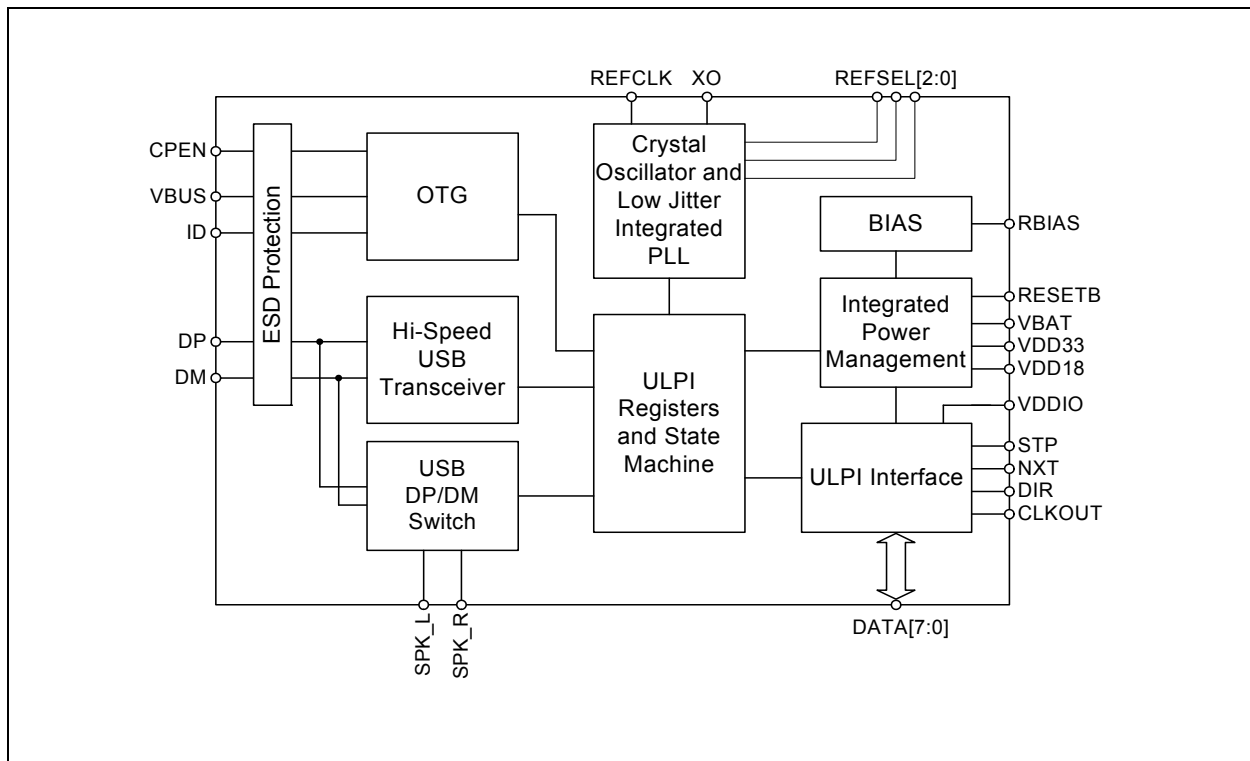 REFCLK XO REFSEL[2:0]
CPEN
VBUS
ID
DP
DM
ESD Protection
OTG
Hi-Speed
USB
Transceiver
USB
DP/DM
Switch
SPK_L
SPK_R
Crystal
Oscillator and
Low Jitter
Integrated
PLL
ULPI
Registers
and State
Machine
BIAS
Integrated
Power
Management
ULPI Interface
RBIAS
RESETB
VBAT
VDD33
VDD18
VDDIO
STP
NXT
DIR
CLKOUT
DATA[7:0]